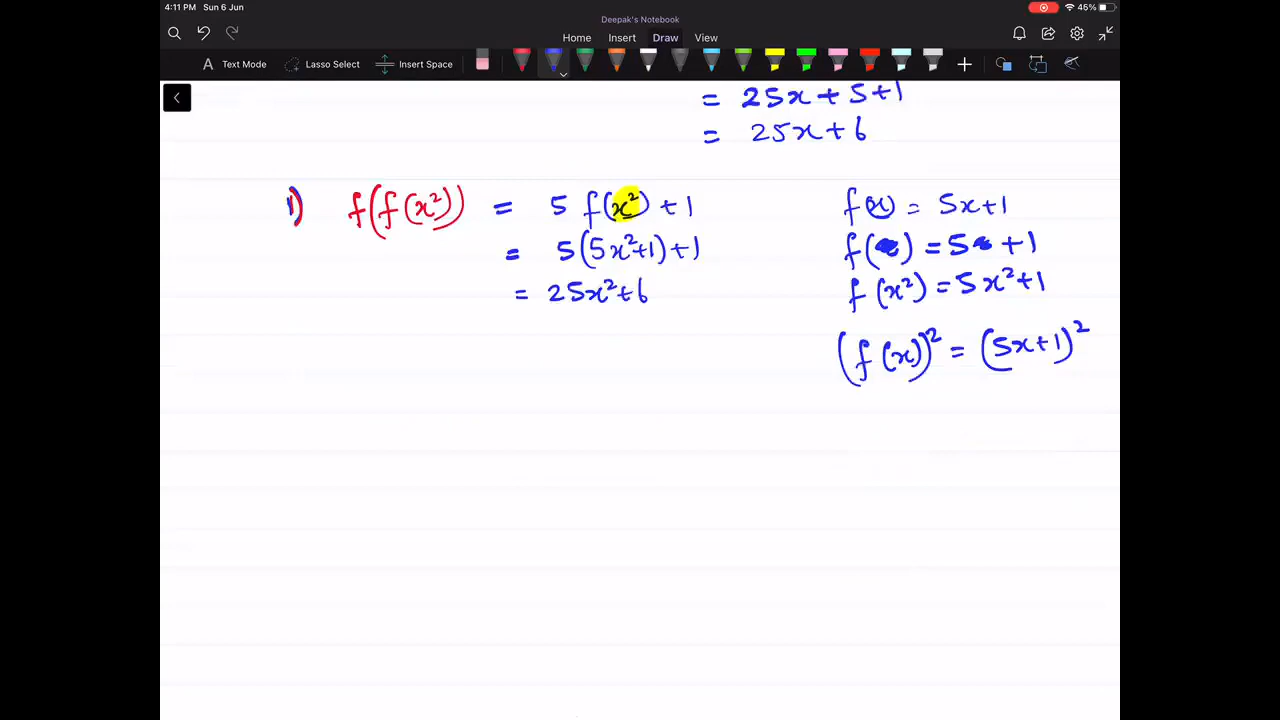 4:11 PM Sun 6 Jun
45%
Deepak's Notebook
Home Insert Draw View
Text Mode Lasso Select Insert Space
= 25x + 5 + 1
= 25x + 6
1) f(f(x²)) = 5 f(x²) + 1
= 5(5x²+1) + 1
= 25x² + 6
f(x) = 5x + 1
f( ) = 5 + 1
f(x²) = 5x² + 1
(f(x))² = (5x + 1)²